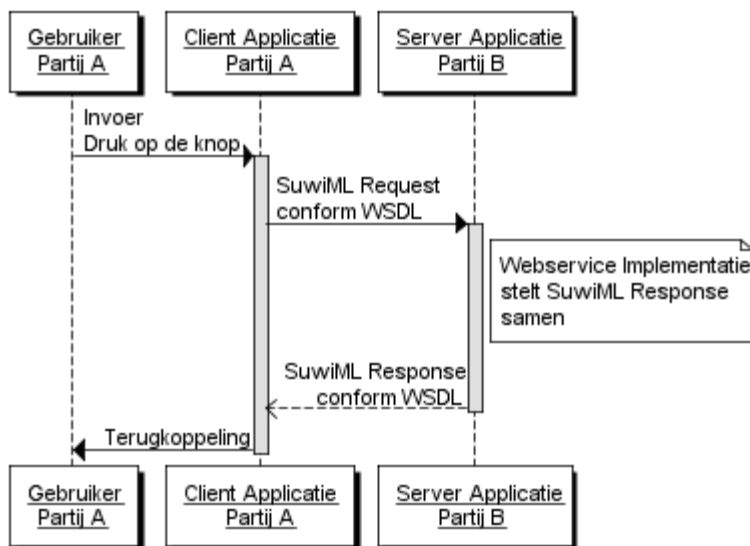 Gebruiker
Partij A
Client Applicatie
Partij A
Server Applicatie
Partij B
Invoer
Druk op de knop
SuwiML Request
conform WSDL
Webservice Implementatie
stelt SuwiML Response
samen
SuwiML Response
conform WSDL
Terugkoppeling
Gebruiker
Partij A
Client Applicatie
Partij A
Server Applicatie
Partij B